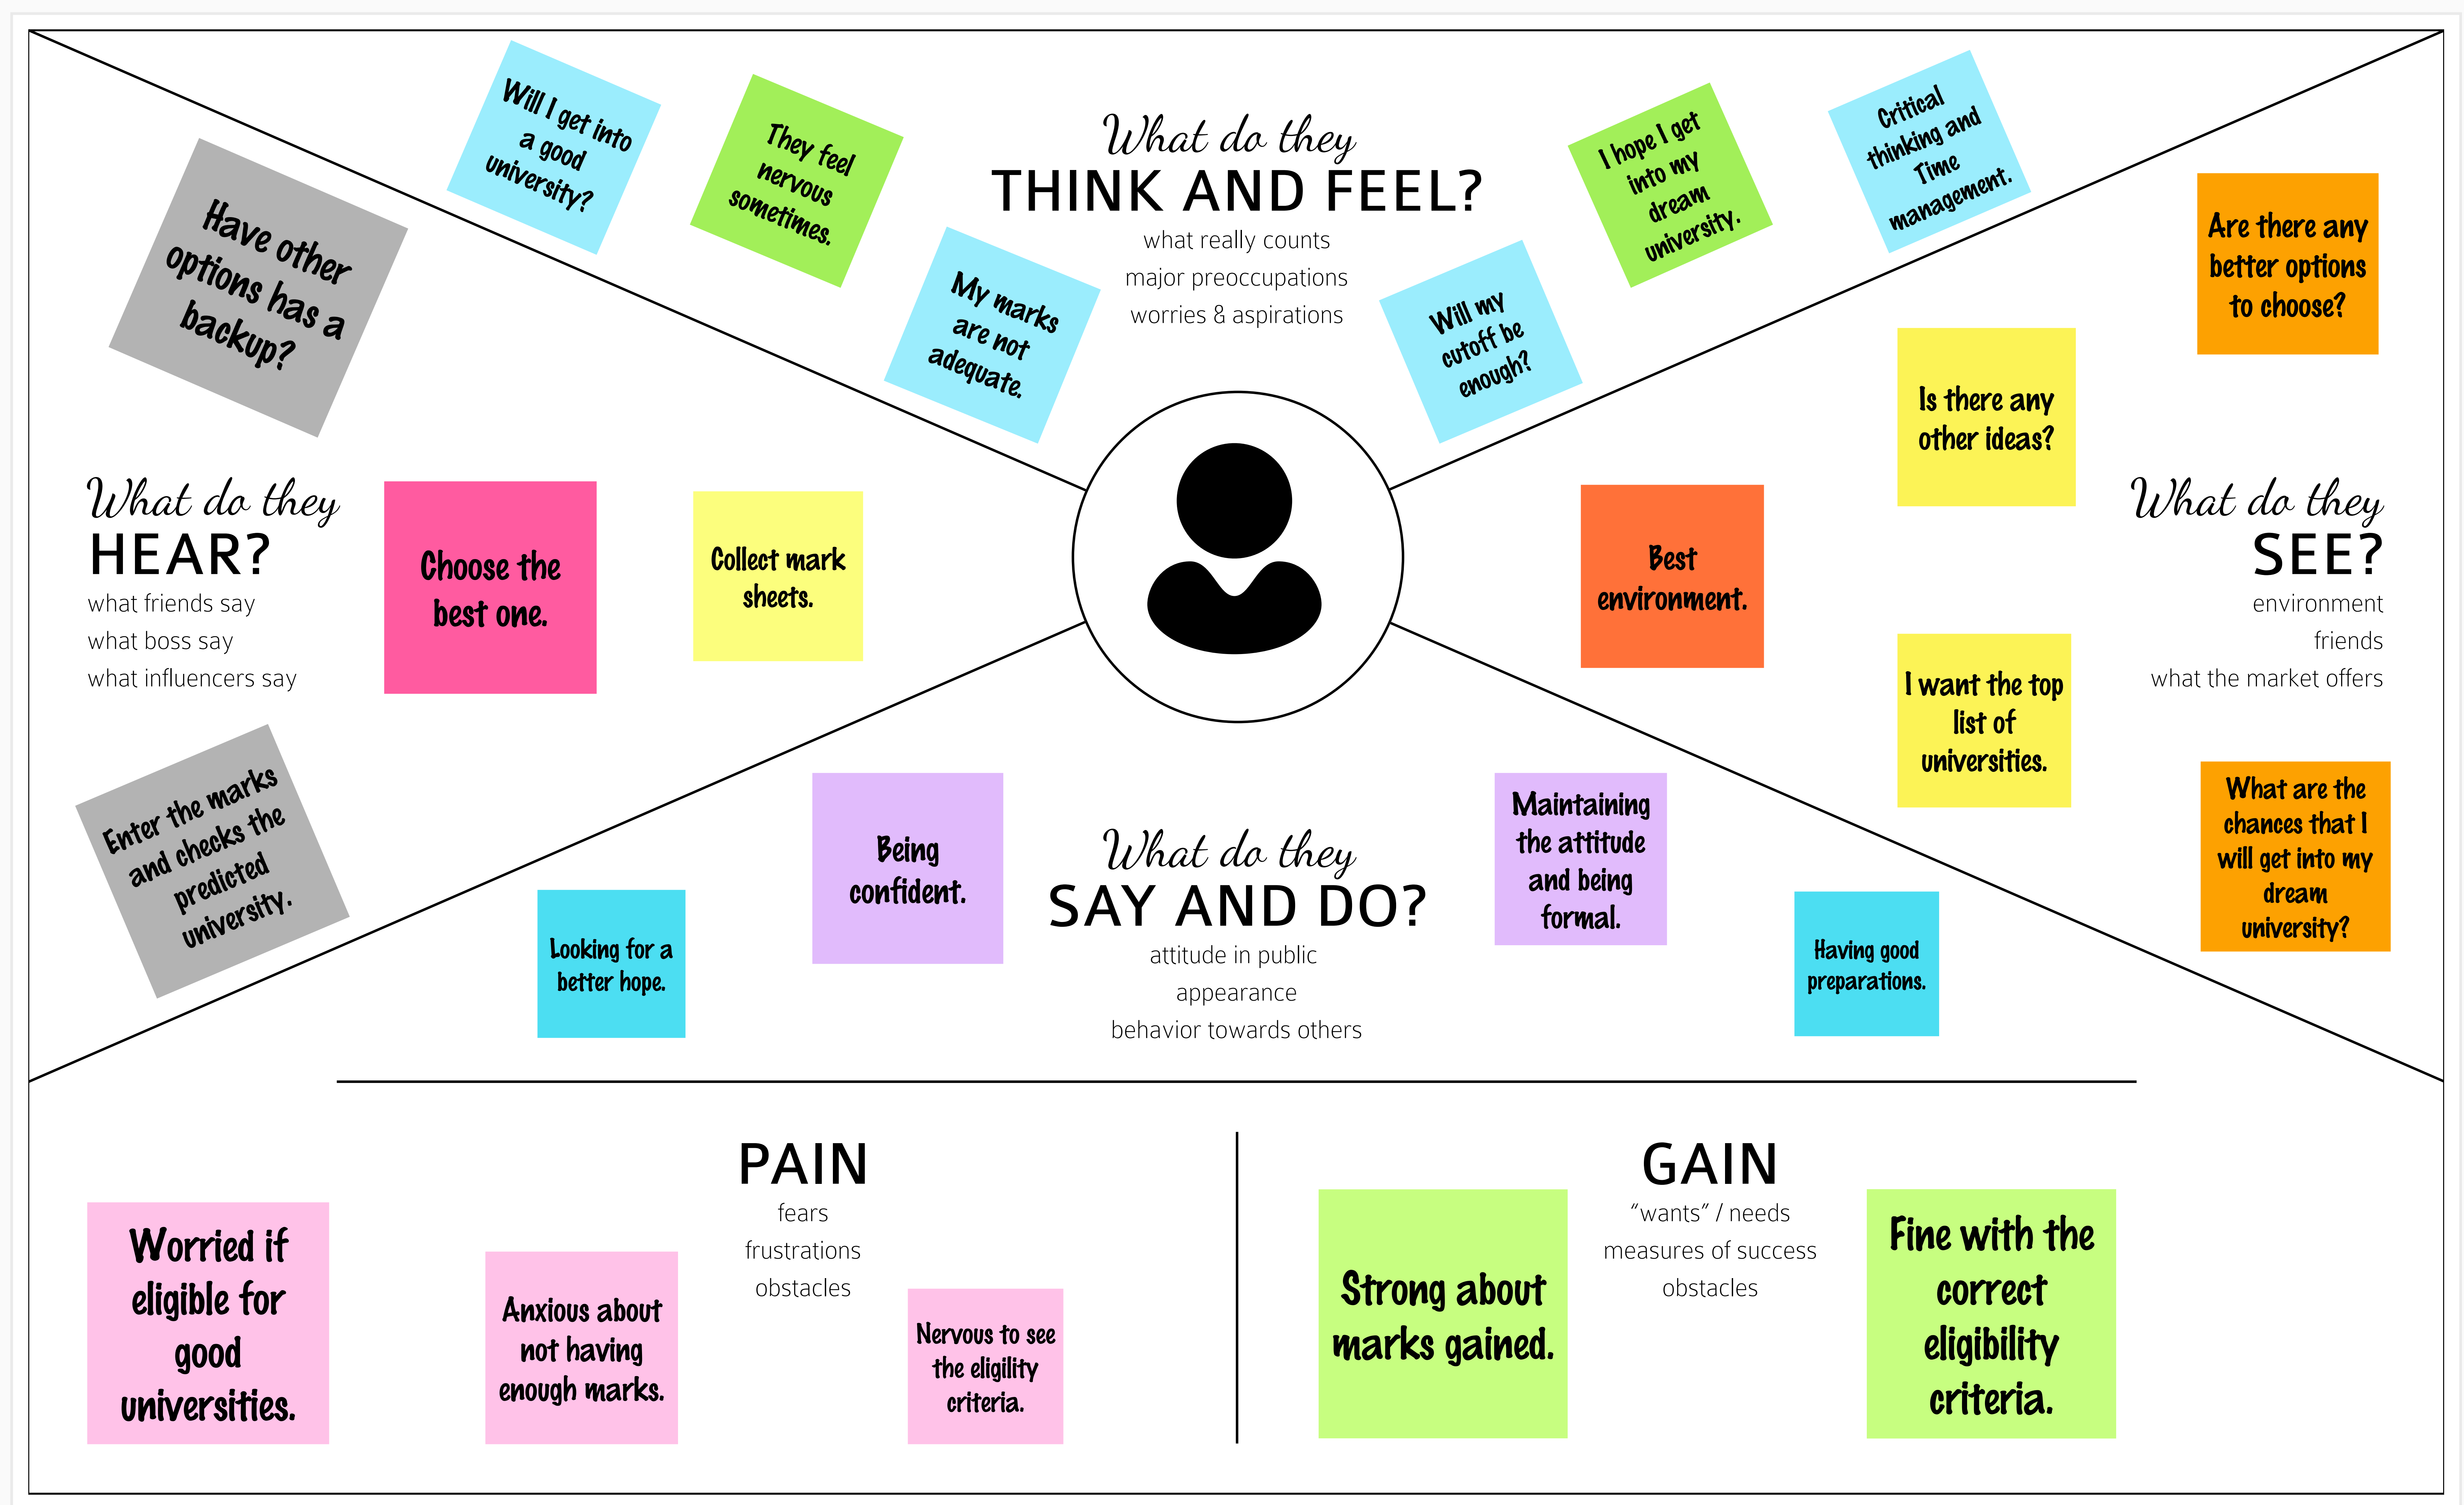 Will I get into
a good
university?
They feel
nervous
sometimes.
My marks
are not
adequate.
What do they
THINK AND FEEL?
what really counts
major preoccupations
worries & aspirations
Will my
cutoff be
enough?
I hope I get
into my
dream
university.
Critical
thinking and
Time
management.
Have other
options has a
backup?
What do they
HEAR?
what friends say
what boss say
what influencers say
Choose the
best one.
Collect mark
sheets.
Enter the marks
and checks the
predicted
university.
Are there any
better options
to choose?
Is there any
other ideas?
Best
environment.
What do they
SEE?
environment
friends
what the market offers
I want the top
list of
universities.
What are the
chances that I
will get into my
dream
university?
Looking for a
better hope.
Being
confident.
What do they
SAY AND DO?
attitude in public
appearance
behavior towards others
Maintaining
the attitude
and being
formal.
Having good
preparations.
PAIN
fears
frustrations
obstacles
Worried if
eligible for
good
universities.
Anxious about
not having
enough marks.
Nervous to see
the eligility
criteria.
GAIN
“wants” / needs
measures of success
obstacles
Strong about
marks gained.
Fine with the
correct
eligibility
criteria.